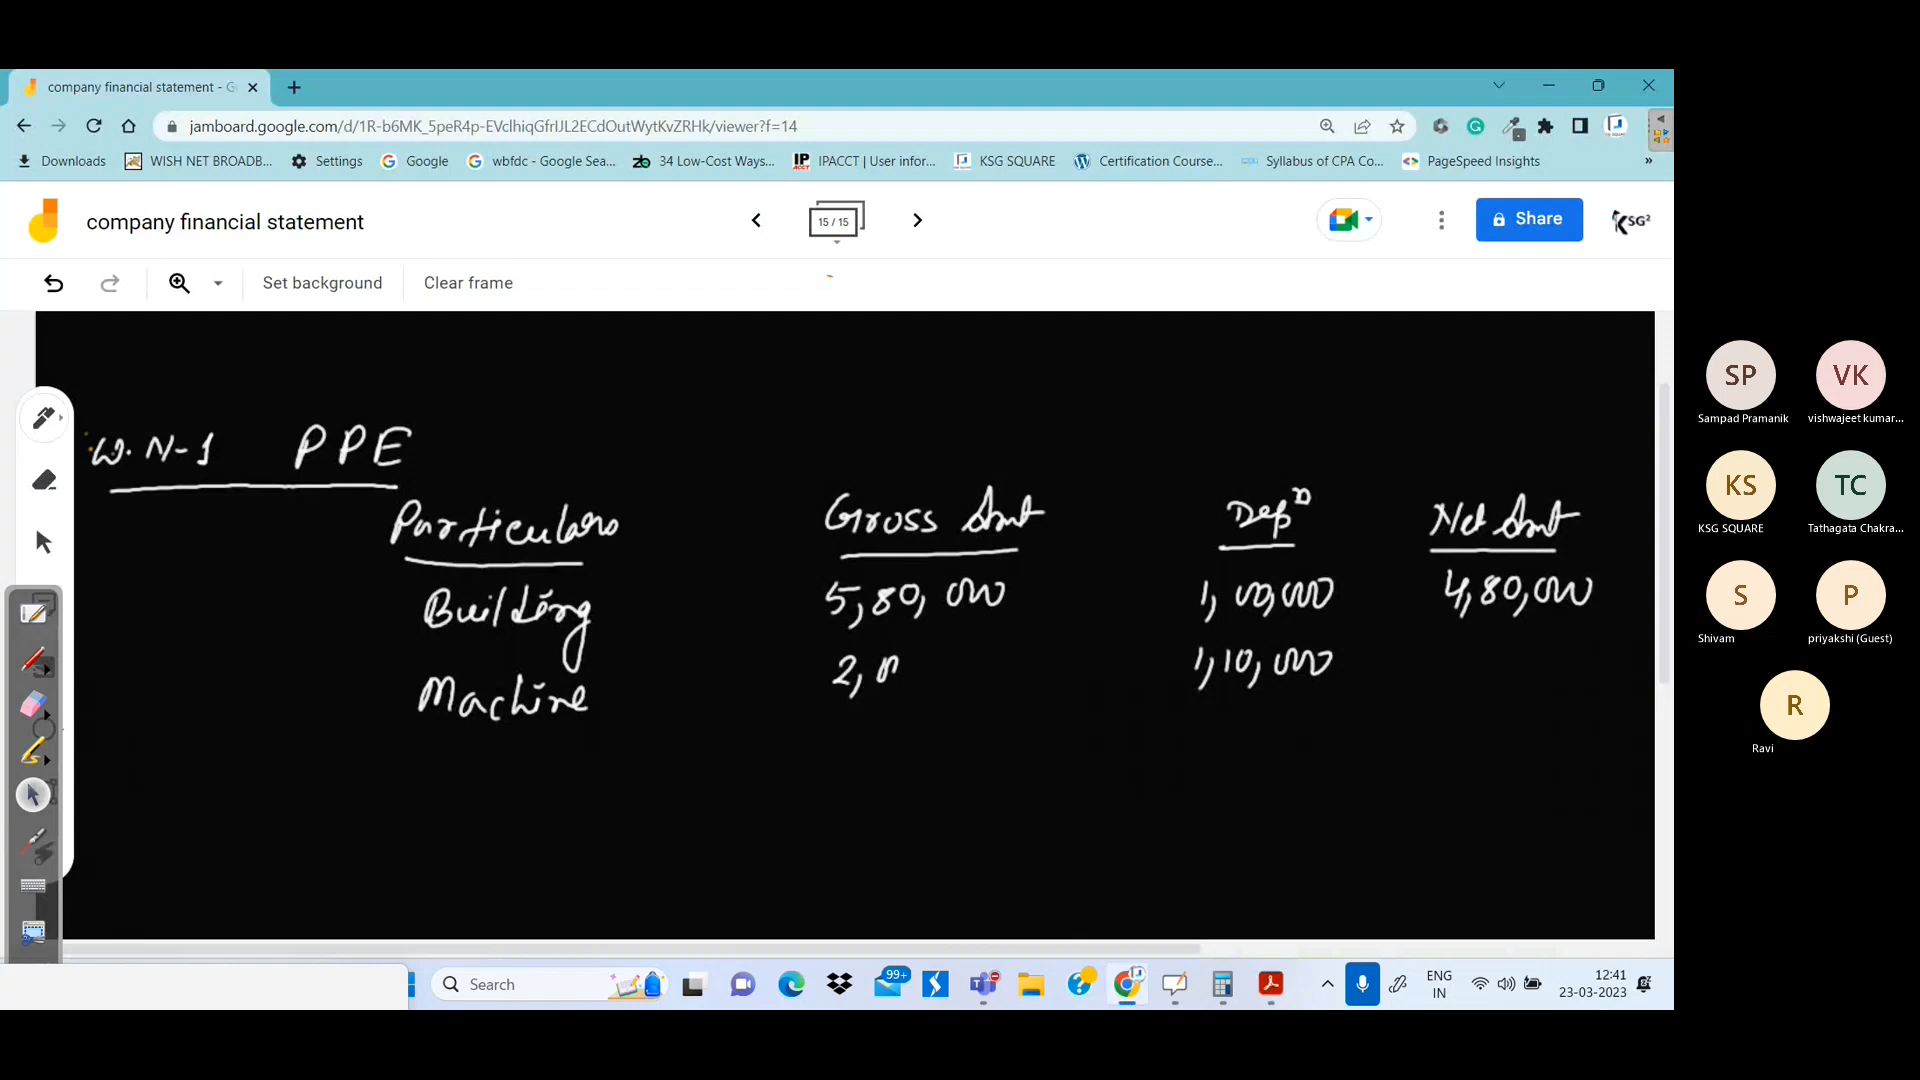 company financial statement - G
jamboard.google.com/d/1R-b6MK_5peR4p-EVclhiqGfrIJL2ECdOutWytKvZRHk/viewer?f=14
Downloads WISH NET BROADB... Settings Google wbfdc - Google Sea... 34 Low-Cost Ways... IPACCT | User infor... KSG SQUARE Certification Course... Syllabus of CPA Co... PageSpeed Insights »
company financial statement 15 / 15 Share KSG²
Set background Clear frame
W.N-1 PPE
Particulars Gross Amt Depⁿ Net Amt
Building 5,80,000 1,00,000 4,80,000
Machine 2, 1,10,000
SP VK
Sampad Pramanik vishwajeet kumar...
KS TC
KSG SQUARE Tathagata Chakra...
S P
Shivam priyakshi (Guest)
R
Ravi
Search 99+ ENG IN 12:41 23-03-2023